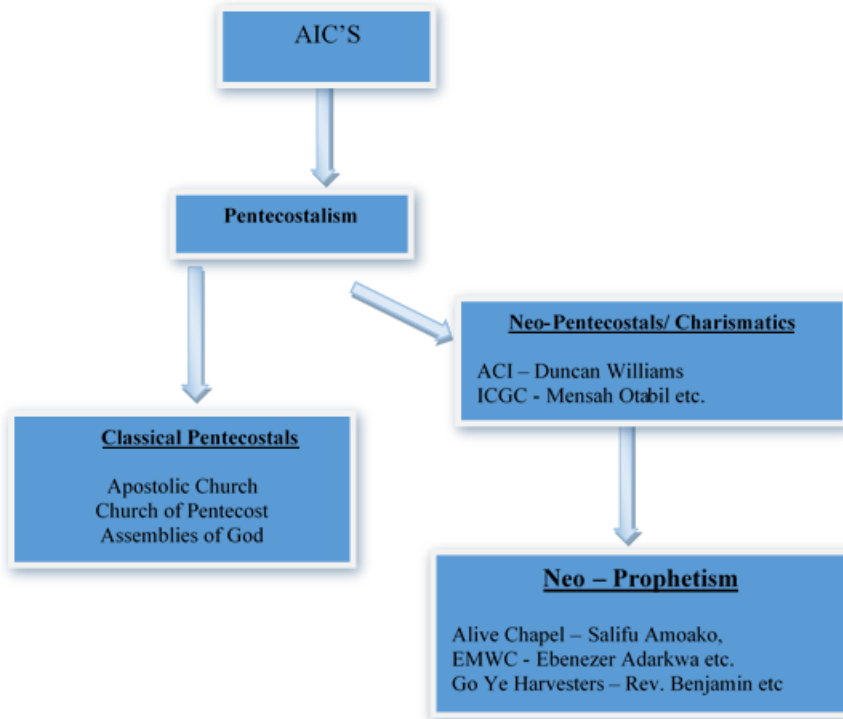 AIC’S
Pentecostalism
Neo-Pentecostals/ Charismatics
ACI – Duncan Williams
ICGC - Mensah Otabil etc.
Classical Pentecostals
Apostolic Church
Church of Pentecost
Assemblies of God
Neo – Prophetism
Alive Chapel – Salifu Amoako,
EMWC - Ebenezer Adarkwa etc.
Go Ye Harvesters – Rev. Benjamin etc